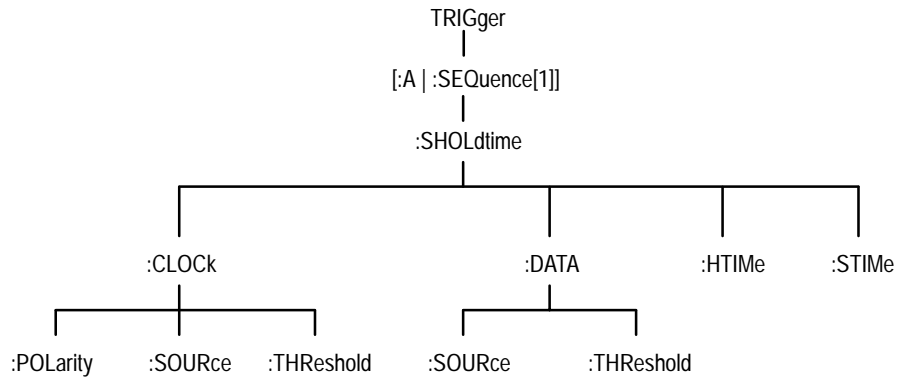 TRIGger
[:A | :SEQuence[1]]
:SHOLdtime
:CLOCk :DATA :HTIMe :STIMe
:POLarity :SOURce :THReshold :SOURce :THReshold